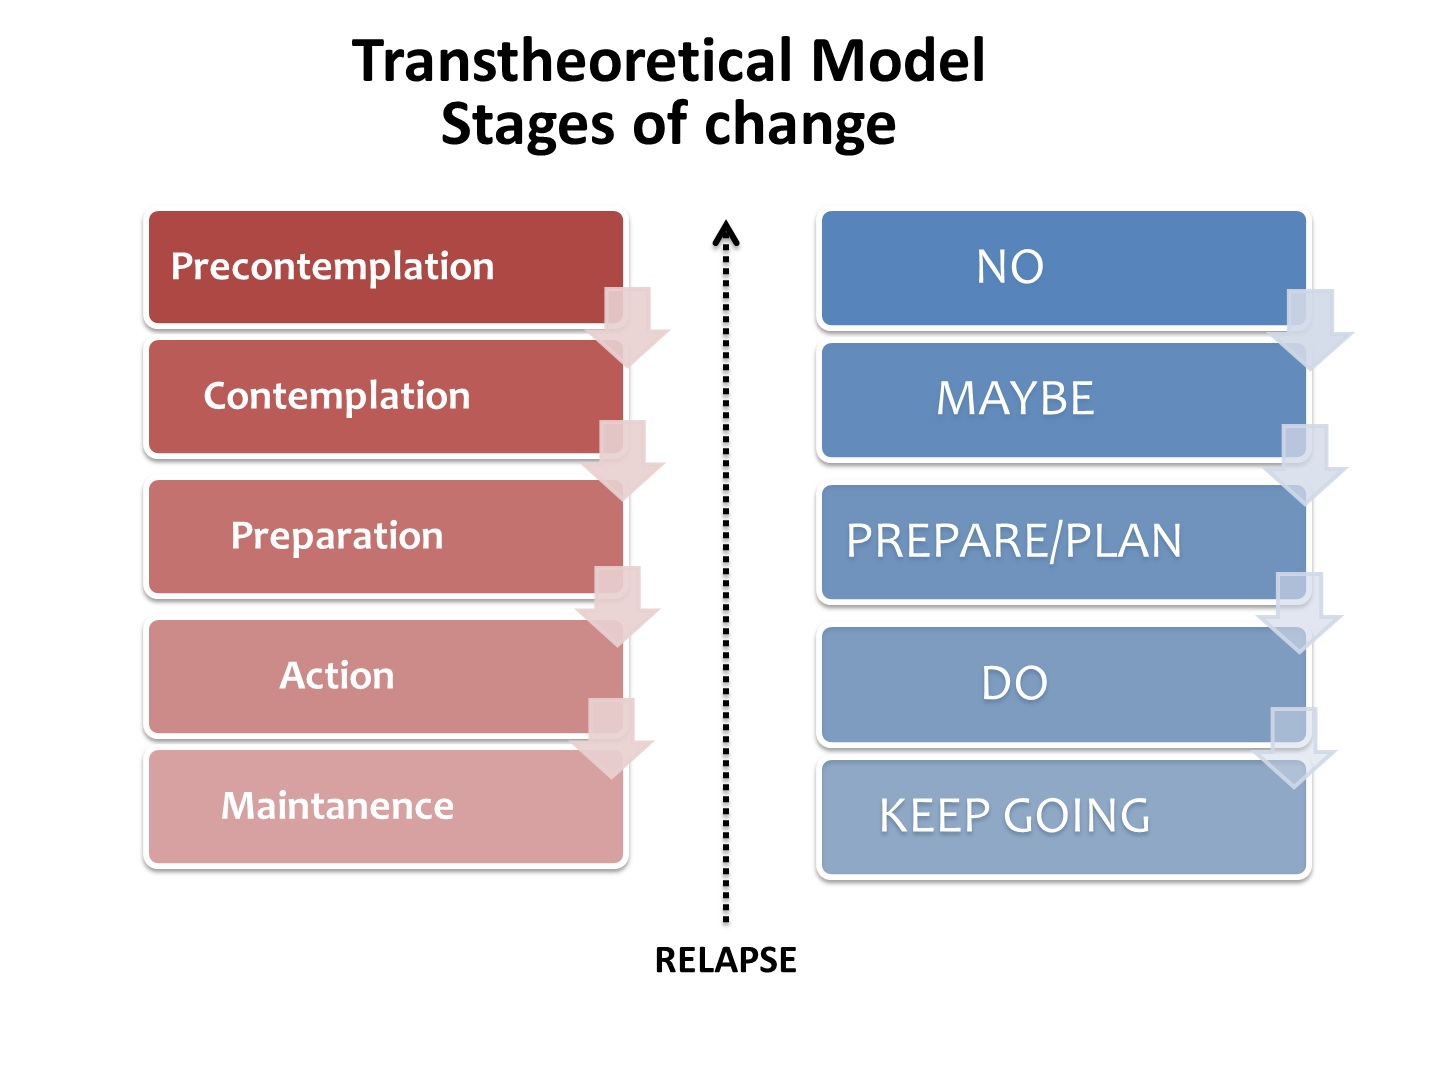 Transtheoretical Model
Stages of change
Precontemplation
Contemplation
Preparation
Action
Maintanence
NO
MAYBE
PREPARE/PLAN
DO
KEEP GOING
RELAPSE